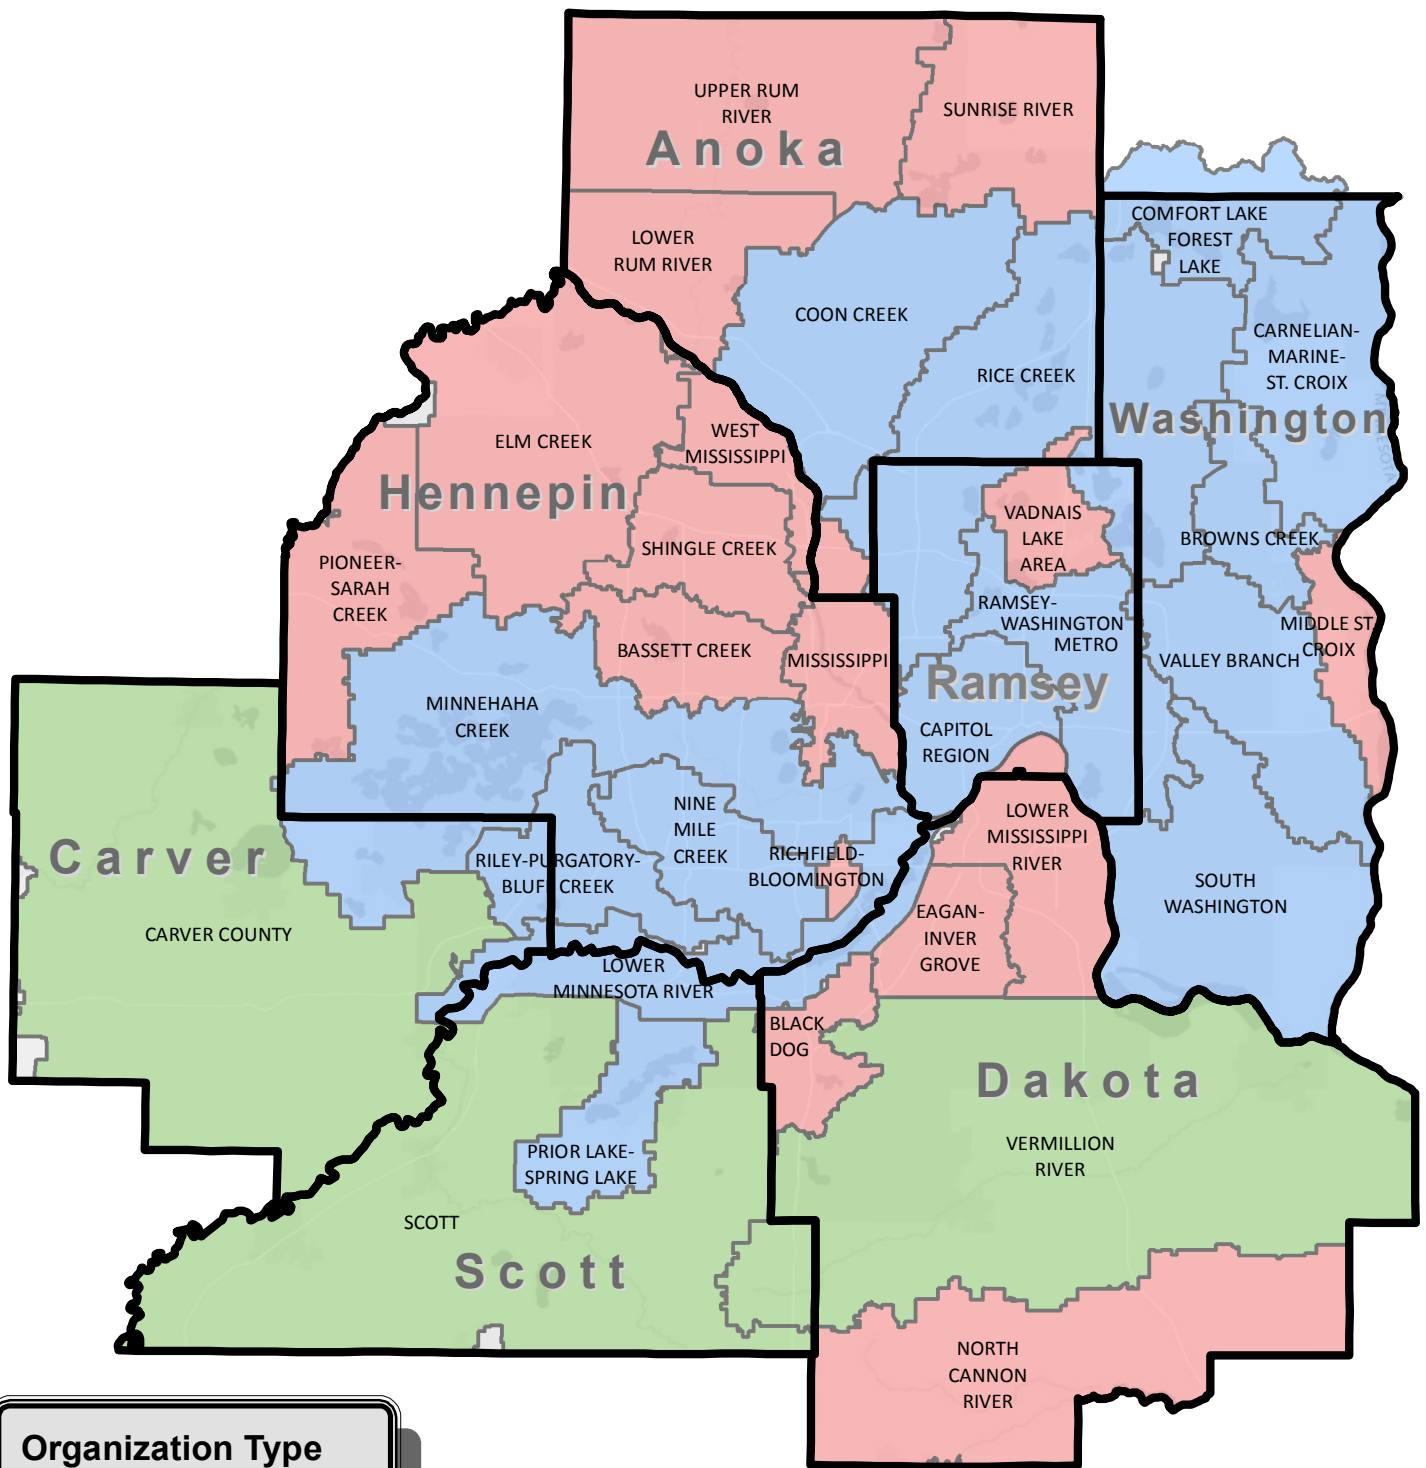 UPPER RUM
RIVER
SUNRISE RIVER
Anoka
LOWER
RUM RIVER
COMFORT LAKE
FOREST
LAKE
COON CREEK
CARNELIAN-
MARINE-
ST. CROIX
RICE CREEK
Washington
MINNESOTA
WEST
MISSISSIPPI
ELM CREEK
Hennepin
VADNAIS
LAKE
AREA
BROWNS CREEK
SHINGLE CREEK
PIONEER-
SARAH
CREEK
RAMSEY-
WASHINGTON
METRO
MIDDLE ST
CROIX
BASSETT CREEK
MISSISSIPPI
VALLEY BRANCH
Ramsey
MINNEHAHA
CREEK
CAPITOL
REGION
NINE
MILE
CREEK
LOWER
MISSISSIPPI
RIVER
Carver
RILEY-PURGATORY-
BLUFF CREEK
RICHFIELD-
BLOOMINGTON
SOUTH
WASHINGTON
EAGAN-
INVER
GROVE
CARVER COUNTY
LOWER
MINNESOTA RIVER
BLACK
DOG
Dakota
VERMILLION
RIVER
PRIOR LAKE-
SPRING LAKE
SCOTT
Scott
NORTH
CANNON
RIVER
Organization Type